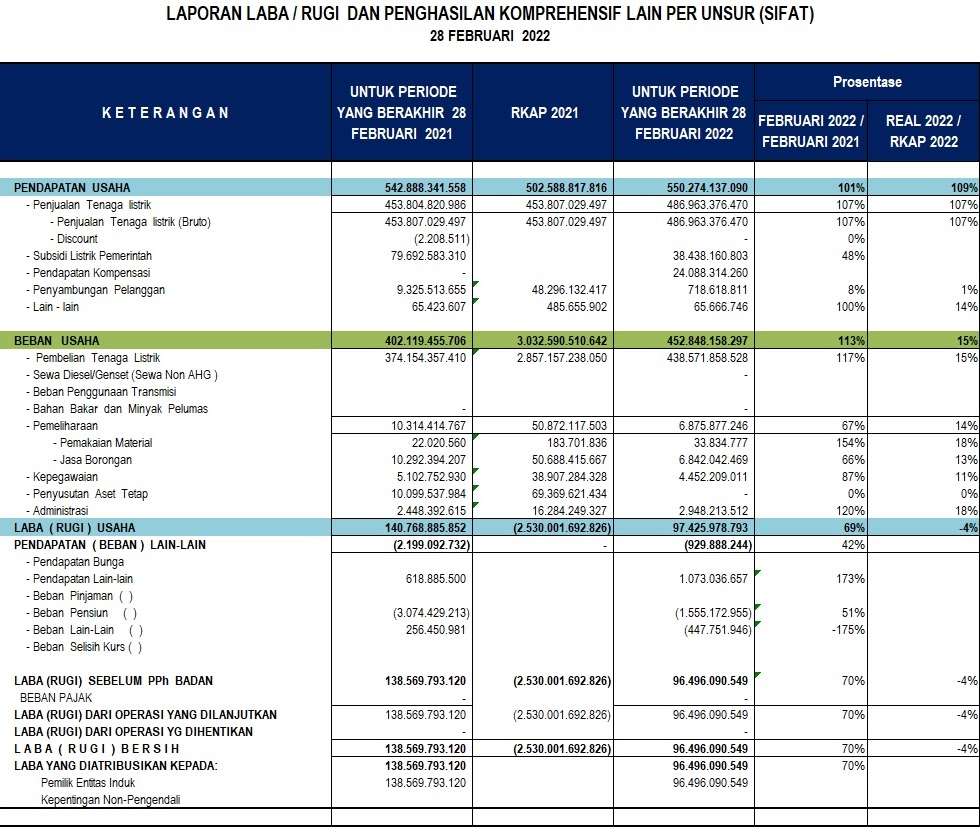 LAPORAN LABA / RUGI DAN PENGHASILAN KOMPREHENSIF LAIN PER UNSUR (SIFAT)
28 FEBRUARI 2022
K E T E R A N G A N | UNTUK PERIODE YANG BERAKHIR 28 FEBRUARI 2021 | RKAP 2021 | UNTUK PERIODE YANG BERAKHIR 28 FEBRUARI 2022 | Prosentase
FEBRUARI 2022 / FEBRUARI 2021 | REAL 2022 / RKAP 2022
PENDAPATAN USAHA 542.888.341.558 502.588.817.816 550.274.137.090 101% 109%
- Penjualan Tenaga listrik 453.804.820.986 453.807.029.497 486.963.376.470 107% 107%
- Penjualan Tenaga listrik (Bruto) 453.807.029.497 453.807.029.497 486.963.376.470 107% 107%
- Discount (2.208.511) - 0%
- Subsidi Listrik Pemerintah 79.692.583.310 38.438.160.803 48%
- Pendapatan Kompensasi - 24.088.314.260
- Penyambungan Pelanggan 9.325.513.655 48.296.132.417 718.618.811 8% 1%
- Lain - lain 65.423.607 485.655.902 65.666.746 100% 14%
BEBAN USAHA 402.119.455.706 3.032.590.510.642 452.848.158.297 113% 15%
- Pembelian Tenaga Listrik 374.154.357.410 2.857.157.238.050 438.571.858.528 117% 15%
- Sewa Diesel/Genset (Sewa Non AHG ) -
- Beban Penggunaan Transmisi
- Bahan Bakar dan Minyak Pelumas - -
- Pemeliharaan 10.314.414.767 50.872.117.503 6.875.877.246 67% 14%
- Pemakaian Material 22.020.560 183.701.836 33.834.777 154% 18%
- Jasa Borongan 10.292.394.207 50.688.415.667 6.842.042.469 66% 13%
- Kepegawaian 5.102.752.930 38.907.284.328 4.452.209.011 87% 11%
- Penyusutan Aset Tetap 10.099.537.984 69.369.621.434 - 0% 0%
- Administrasi 2.448.392.615 16.284.249.327 2.948.213.512 120% 18%
LABA ( RUGI ) USAHA 140.768.885.852 (2.530.001.692.826) 97.425.978.793 69% -4%
PENDAPATAN ( BEBAN ) LAIN-LAIN (2.199.092.732) - (929.888.244) 42%
- Pendapatan Bunga
- Pendapatan Lain-lain 618.885.500 1.073.036.657 173%
- Beban Pinjaman ( )
- Beban Pensiun ( ) (3.074.429.213) (1.555.172.955) 51%
- Beban Lain-Lain ( ) 256.450.981 (447.751.946) -175%
- Beban Selisih Kurs ( )
LABA (RUGI) SEBELUM PPh BADAN 138.569.793.120 (2.530.001.692.826) 96.496.090.549 70% -4%
BEBAN PAJAK - -
LABA (RUGI) DARI OPERASI YANG DILANJUTKAN 138.569.793.120 (2.530.001.692.826) 96.496.090.549 70% -4%
LABA (RUGI) DARI OPERASI YG DIHENTIKAN - -
L A B A ( R U G I ) B E R S I H 138.569.793.120 (2.530.001.692.826) 96.496.090.549 70% -4%
LABA YANG DIATRIBUSIKAN KEPADA: 138.569.793.120 96.496.090.549 70%
Pemilik Entitas Induk 138.569.793.120 96.496.090.549
Kepentingan Non-Pengendali